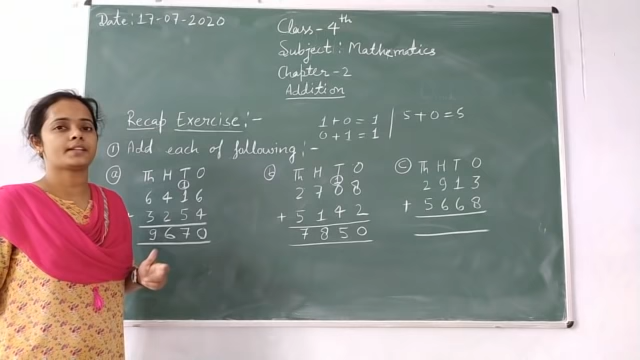 Date: 17-07-2020
Class-4th
Subject: Mathematics
Chapter-2
Addition
Recap Exercise:-
1+0=1
0+1=1
5+0=5
① Add each of following:-
ⓐ Th H T O
①
6 4 1 6
+ 3 2 5 4
9 6 7 0
ⓑ Th H T O
①
2 7 0 8
+ 5 1 4 2
7 8 5 0
ⓒ Th H T O
2 9 1 3
+ 5 6 6 8